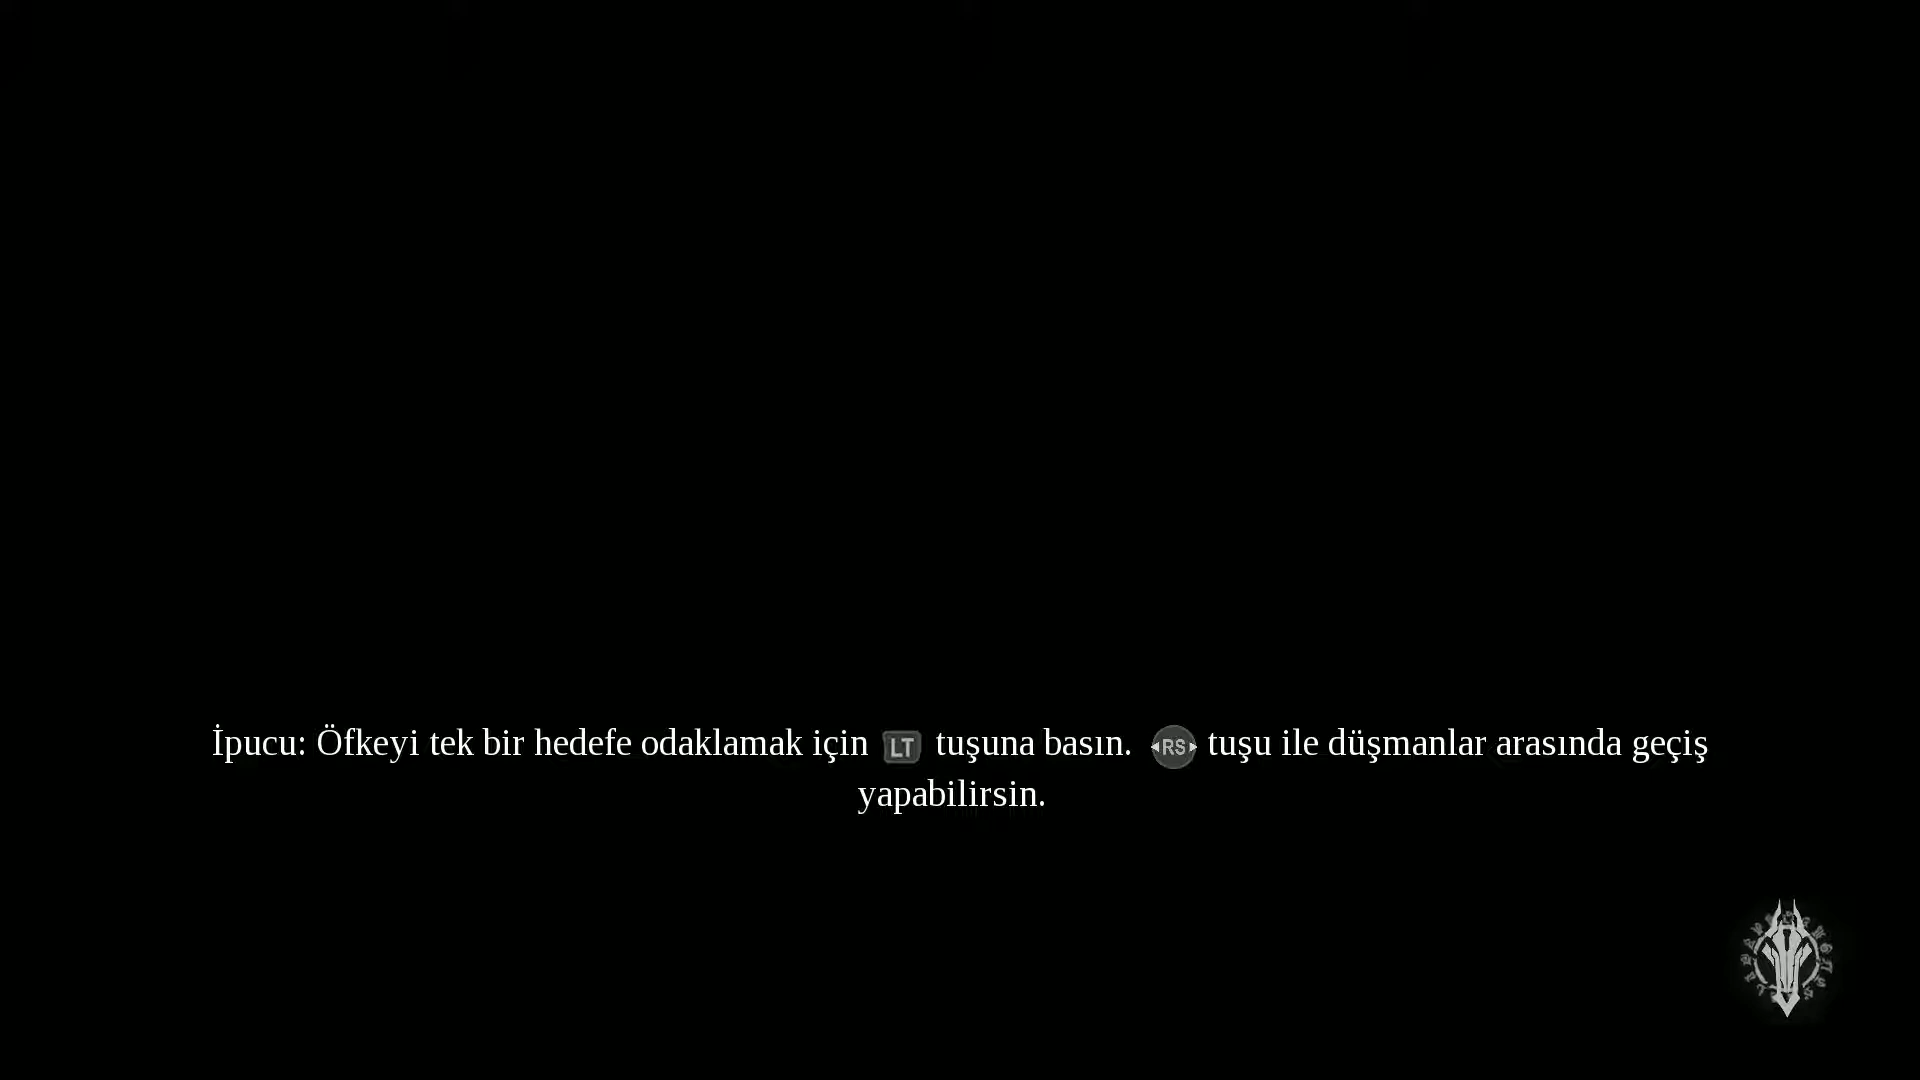 İpucu: Öfkeyi tek bir hedefe odaklamak için LT tuşuna basın. RS tuşu ile düşmanlar arasında geçiş
yapabilirsin.